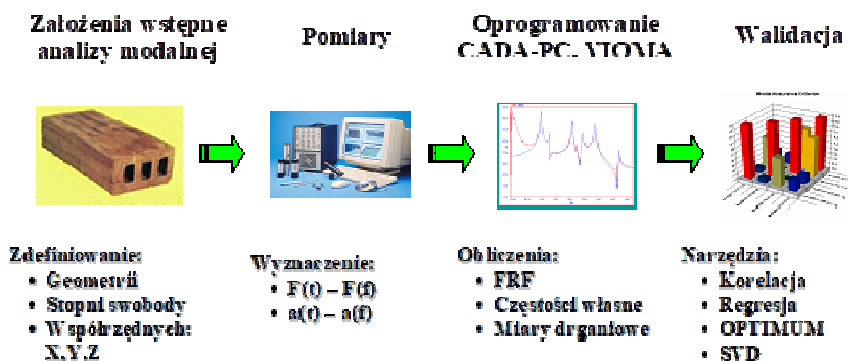 Założenia wstępne
analizy modalnej
Pomiary
Oprogramowanie
CADA-PC- VIOMA
Walidacja
Zdefiniowanie:
• Geometrii
• Stopni swobody
• Współrzędnych:
X,Y,Z
Wyznaczenie:
• F(t) – F(f)
• a(t) – a(f)
Obliczenia:
• FRF
• Częstości własne
• Miary drganiowe
Narzędzia:
• Korelacja
• Regresja
• OPTIMUM
• SVD